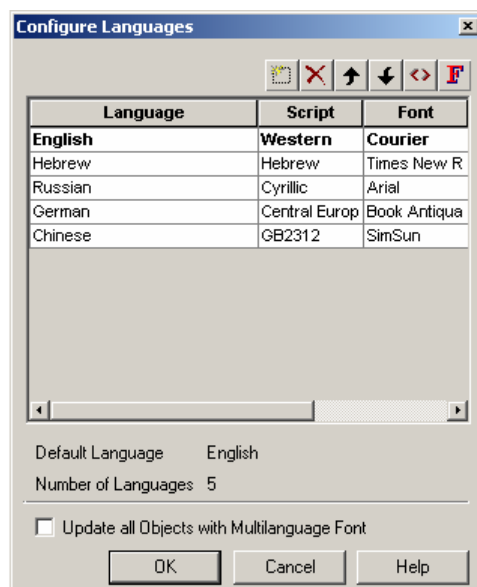 Configure Languages
F
Language Script Font
English Western Courier
Hebrew Hebrew Times New R
Russian Cyrillic Arial
German Central Europ Book Antiqua
Chinese GB2312 SimSun
Default Language English
Number of Languages 5
Update all Objects with Multilanguage Font
OK Cancel Help